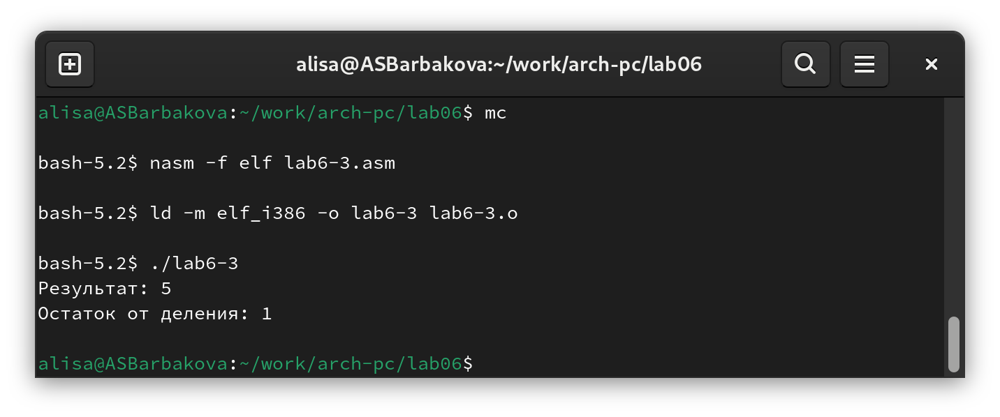 alisa@ASBarbakova:~/work/arch-pc/lab06
alisa@ASBarbakova:~/work/arch-pc/lab06$ mc
bash-5.2$ nasm -f elf lab6-3.asm
bash-5.2$ ld -m elf_i386 -o lab6-3 lab6-3.o
bash-5.2$ ./lab6-3
Результат: 5
Остаток от деления: 1
alisa@ASBarbakova:~/work/arch-pc/lab06$